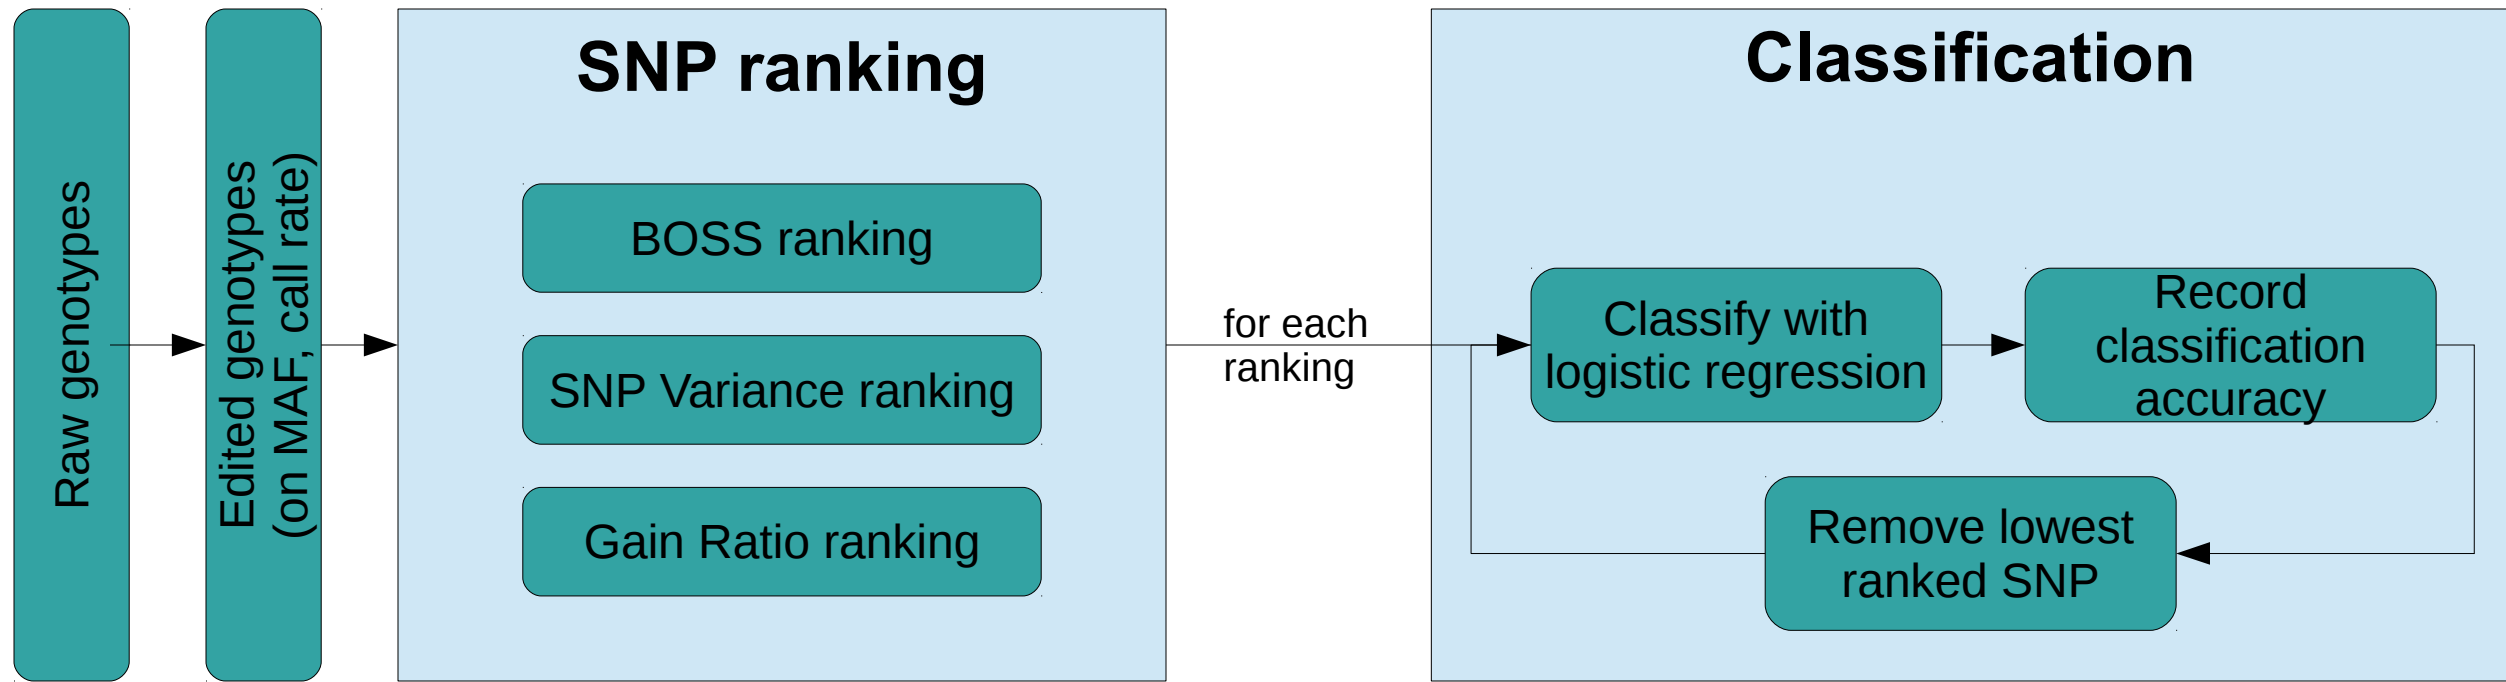 Raw genotypes
Edited genotypes
(on MAF, call rate)
SNP ranking
BOSS ranking
SNP Variance ranking
Gain Ratio ranking
for each
ranking
Classification
Classify with
logistic regression
Record
classification
accuracy
Remove lowest
ranked SNP